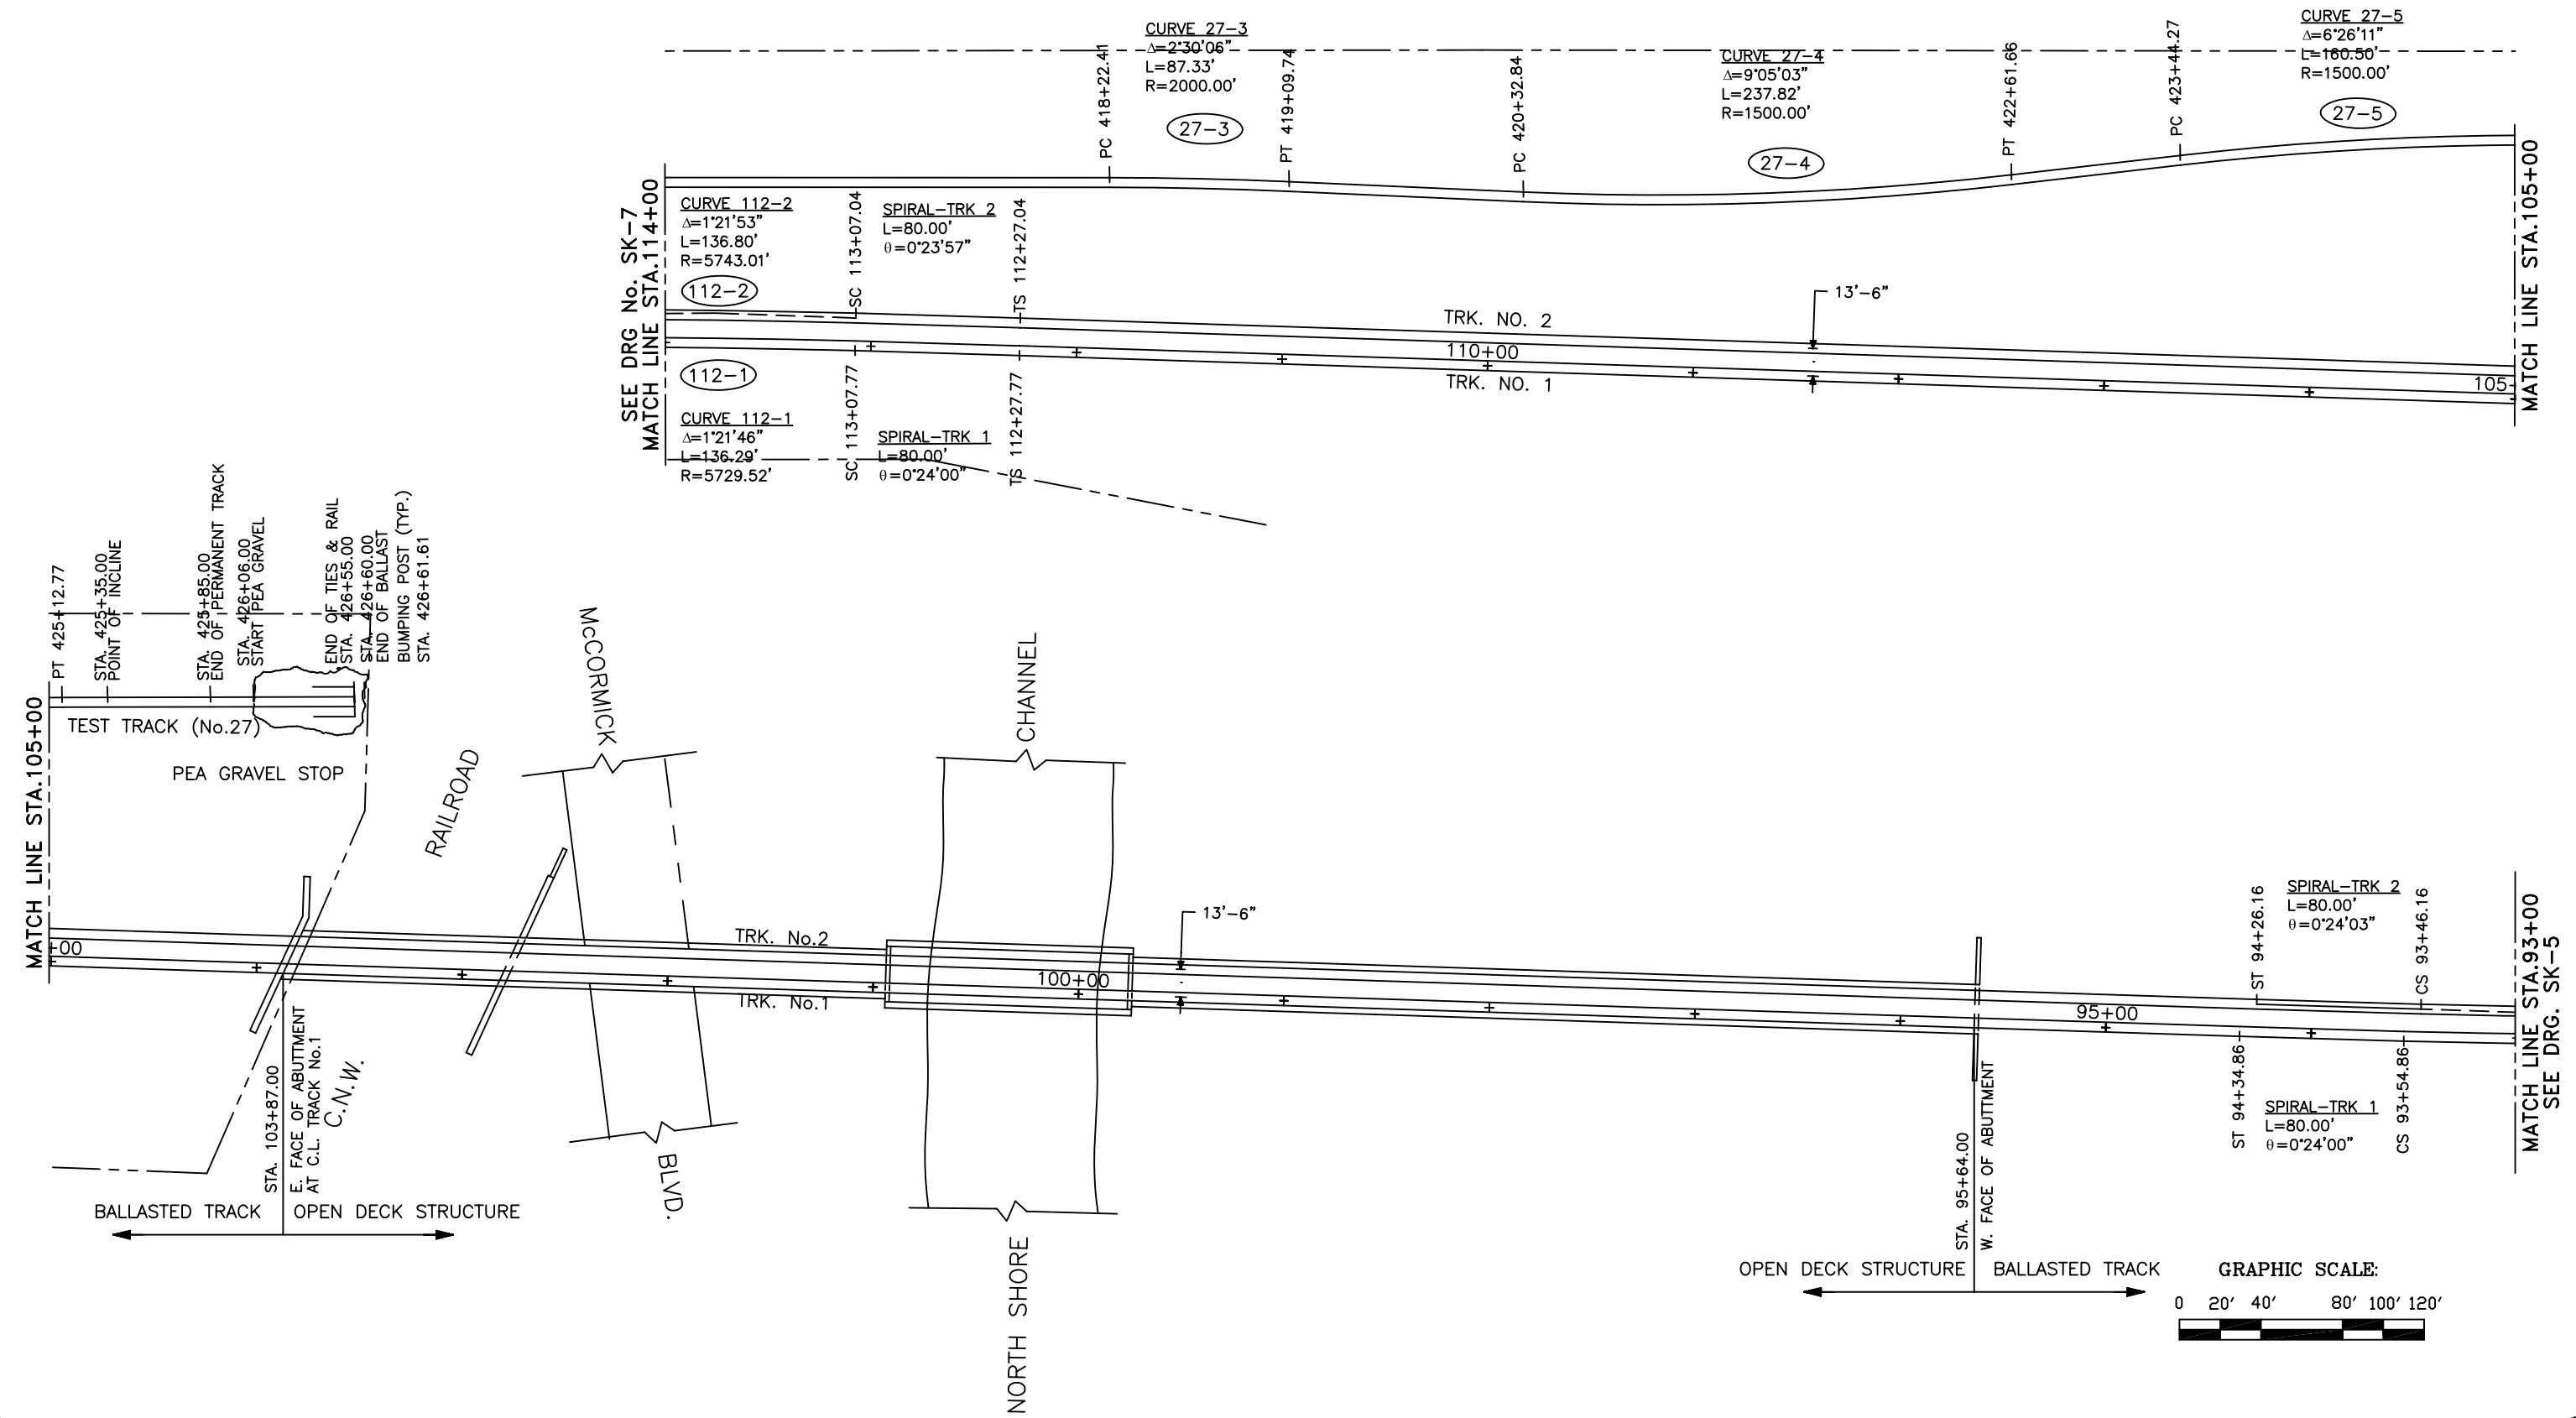 CURVE 27-3
Δ=2°30'06"
L=87.33'
R=2000.00'
27-3
CURVE 27-4
Δ=9°05'03"
L=237.82'
R=1500.00'
27-4
CURVE 27-5
Δ=6°26'11"
L=160.50'
R=1500.00'
27-5
PC 418+22.41
PT 419+09.74
PC 420+32.84
PT 422+61.66
PC 423+44.27
SEE DRG No. SK-7
MATCH LINE STA.114+00
CURVE 112-2
Δ=1°21'53"
L=136.80'
R=5743.01'
112-2
SC 113+07.04
SPIRAL-TRK 2
L=80.00'
θ=0°23'57"
TS 112+27.04
TRK. NO. 2
13'-6"
110+00
TRK. NO. 1
105+
MATCH LINE STA.105+00
112-1
CURVE 112-1
Δ=1°21'46"
L=136.29'
R=5729.52'
SC 113+07.77
SPIRAL-TRK 1
L=80.00'
θ=0°24'00"
TS 112+27.77
PT 425+12.77
STA. 425+35.00
POINT OF INCLINE
STA. 425+85.00
END OF PERMANENT TRACK
STA. 426+06.00
START PEA GRAVEL
END OF TIES & RAIL
STA. 426+55.00
STA. 426+60.00
END OF BALLAST
BUMPING POST (TYP.)
STA. 426+61.61
TEST TRACK (No.27)
PEA GRAVEL STOP
MATCH LINE STA.105+00
+00
RAILROAD
C.N.W.
McCORMICK
BLVD.
CHANNEL
NORTH SHORE
TRK. No.2
TRK. No.1
100+00
13'-6"
95+00
STA. 103+87.00
E. FACE OF ABUTTMENT
AT C.L. TRACK No.1
BALLASTED TRACK
OPEN DECK STRUCTURE
STA. 95+64.00
W. FACE OF ABUTTMENT
OPEN DECK STRUCTURE
BALLASTED TRACK
ST 94+26.16
SPIRAL-TRK 2
L=80.00'
θ=0°24'03"
CS 93+46.16
ST 94+34.86
SPIRAL-TRK 1
L=80.00'
θ=0°24'00"
CS 93+54.86
MATCH LINE STA.93+00
SEE DRG. SK-5
GRAPHIC SCALE:
0 20' 40' 80' 100' 120'